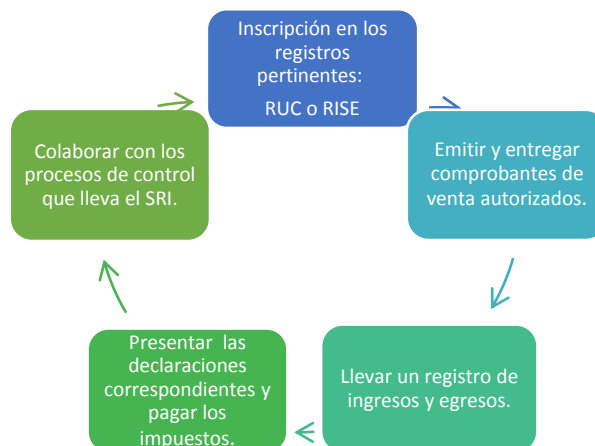 Inscripción en los
registros
pertinentes:
RUC o RISE
Emitir y entregar
comprobantes de
venta autorizados.
Llevar un registro de
ingresos y egresos.
Presentar las
declaraciones
correspondientes y
pagar los
impuestos.
Colaborar con los
procesos de control
que lleva el SRI.